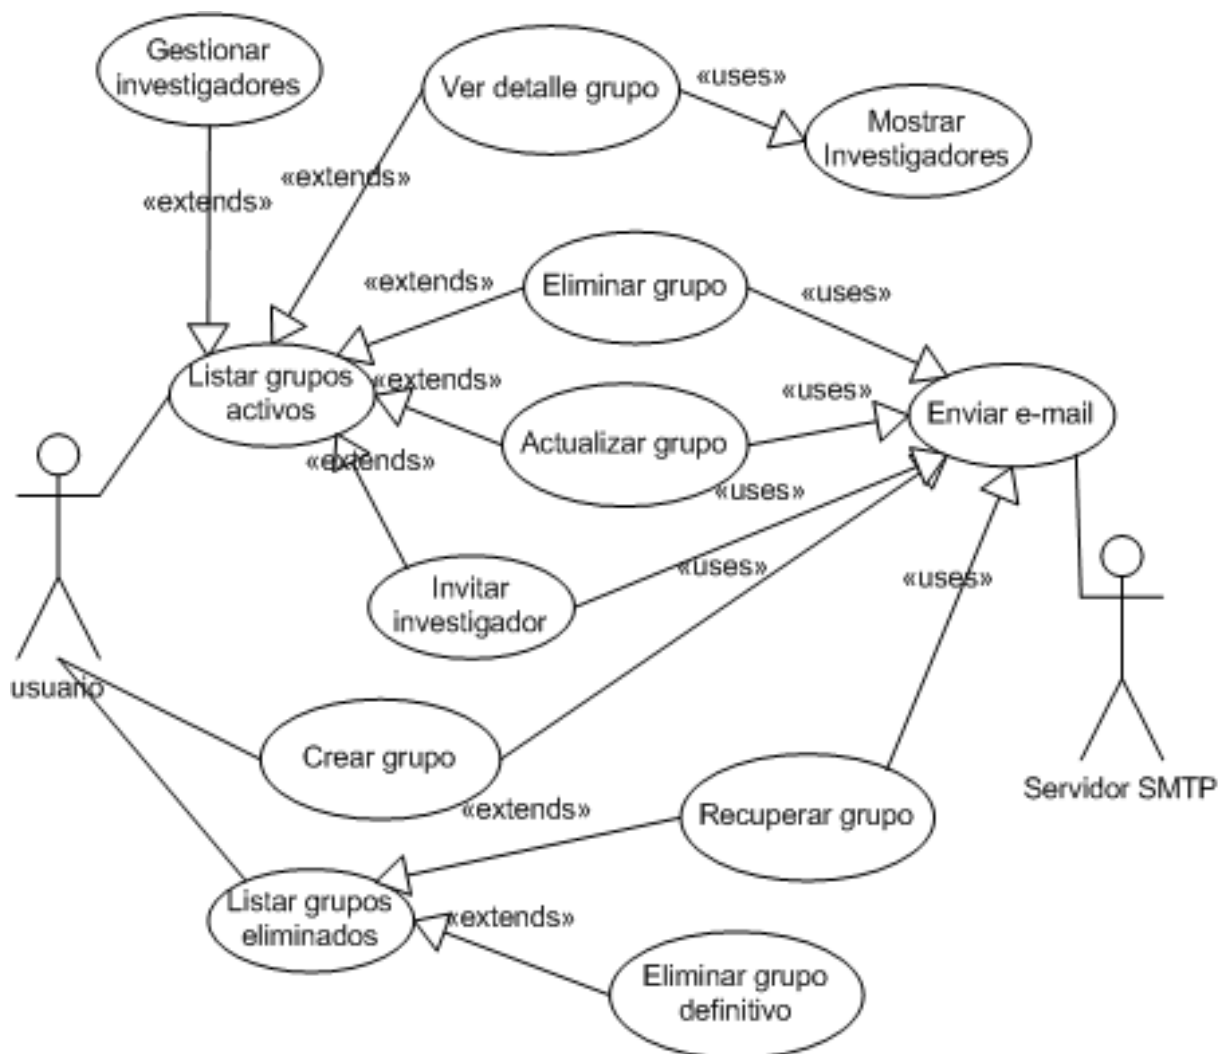 Gestionar
investigadores
Ver detalle grupo
«uses»
Mostrar
Investigadores
«extends»
«extends»
«extends»
Eliminar grupo
«uses»
Listar grupos
activos
«extends»
Actualizar grupo
«uses»
Enviar e-mail
«extends»
«uses»
Invitar
investigador
«uses»
«uses»
usuario
Crear grupo
Servidor SMTP
«extends»
Recuperar grupo
Listar grupos
eliminados
«extends»
Eliminar grupo
definitivo